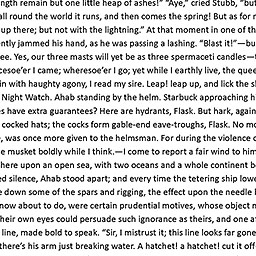 ngth remain but one little heap of ashes!” “Aye,” cried Stubb, “but
all round the world it runs, and then comes the spring! But as for m
up there; but not with the lightning.” At that moment in one of th
ently jammed his hand, as he was passing a lashing. “Blast it!”—bu
ee. Yes, our three masts will yet be as three spermaceti candles—t
cesoe’er I came; wheresoe’er I go; yet while I earthly live, the quee
in with haughty agony, I read my sire. Leap! leap up, and lick the s
Night Watch. Ahab standing by the helm. Starbuck approaching hi
es have extra guarantees? Here are hydrants, Flask. But hark, again
cocked hats; the cocks form gable-end eave-troughs, Flask. No mo
, was once more given to the helmsman. For during the violence o
e musket boldly while I think.—I come to report a fair wind to him
here upon an open sea, with two oceans and a whole continent b
ed silence, Ahab stood apart; and every time the tetering ship lowe
e down some of the spars and rigging, the effect upon the needle h
now about to do, were certain prudential motives, whose object m
heir own eyes could persuade such ignorance as theirs, and one af
line, made bold to speak. “Sir, I mistrust it; this line looks far gone
there’s his arm just breaking water. A hatchet! a hatchet! cut it off